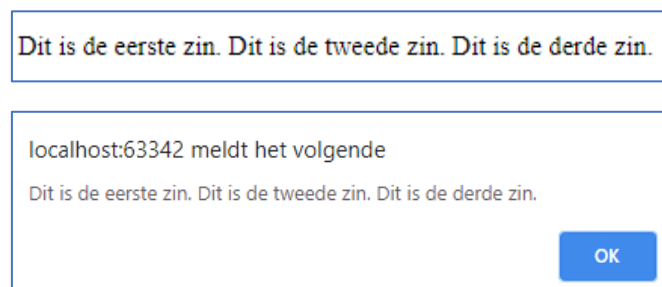 Dit is de eerste zin. Dit is de tweede zin. Dit is de derde zin.
localhost:63342 meldt het volgende
Dit is de eerste zin. Dit is de tweede zin. Dit is de derde zin.
OK